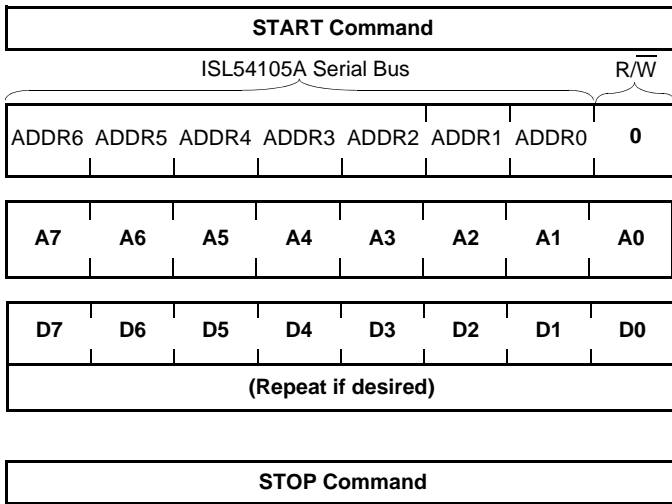 START Command
ISL54105A Serial Bus R/W̅
ADDR6 ADDR5 ADDR4 ADDR3 ADDR2 ADDR1 ADDR0 0
A7 A6 A5 A4 A3 A2 A1 A0
D7 D6 D5 D4 D3 D2 D1 D0
(Repeat if desired)
STOP Command